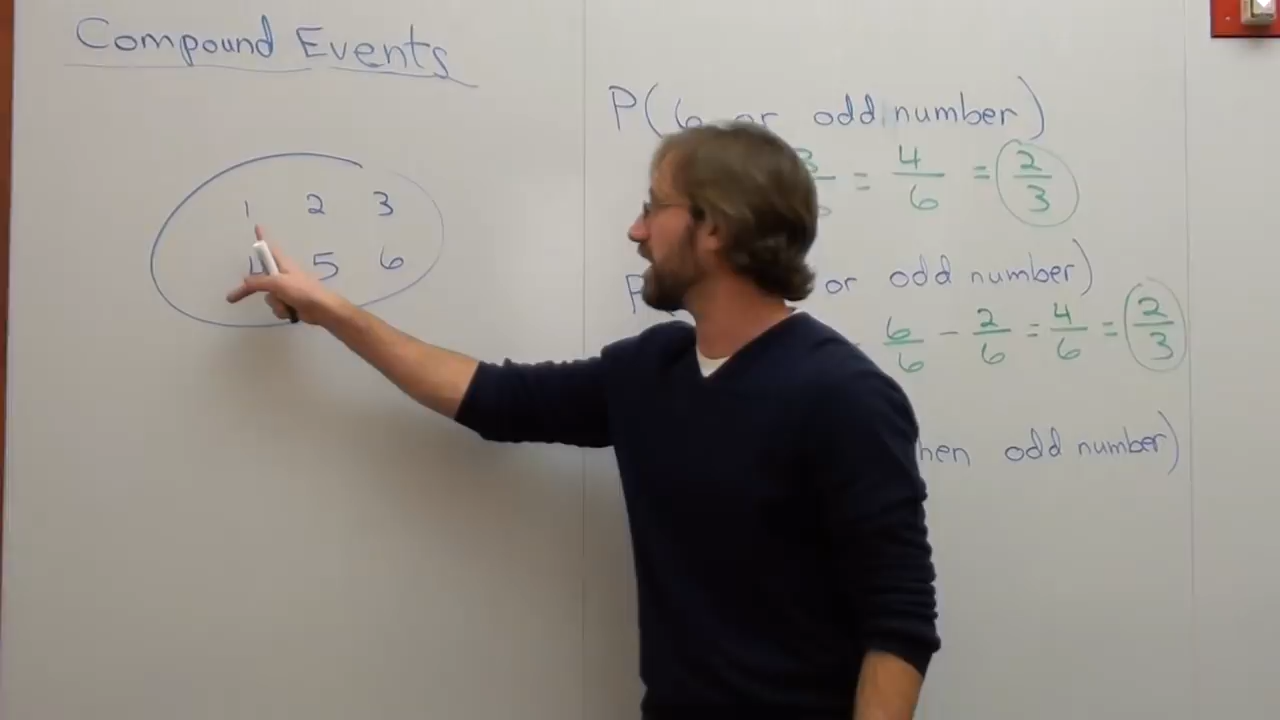 Compound Events
1 2 3
4 5 6
P(6 or odd number)
3 = 4/6 = 2/3
or odd number)
6/6 - 2/6 = 4/6 = 2/3
odd number)